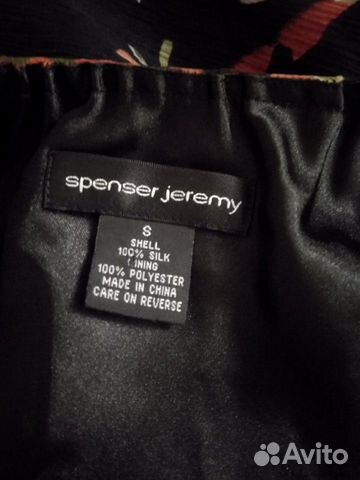 spenser jeremy
S
SHELL
100% SILK
LINING
100% POLYESTER
MADE IN CHINA
CARE ON REVERSE
Avito